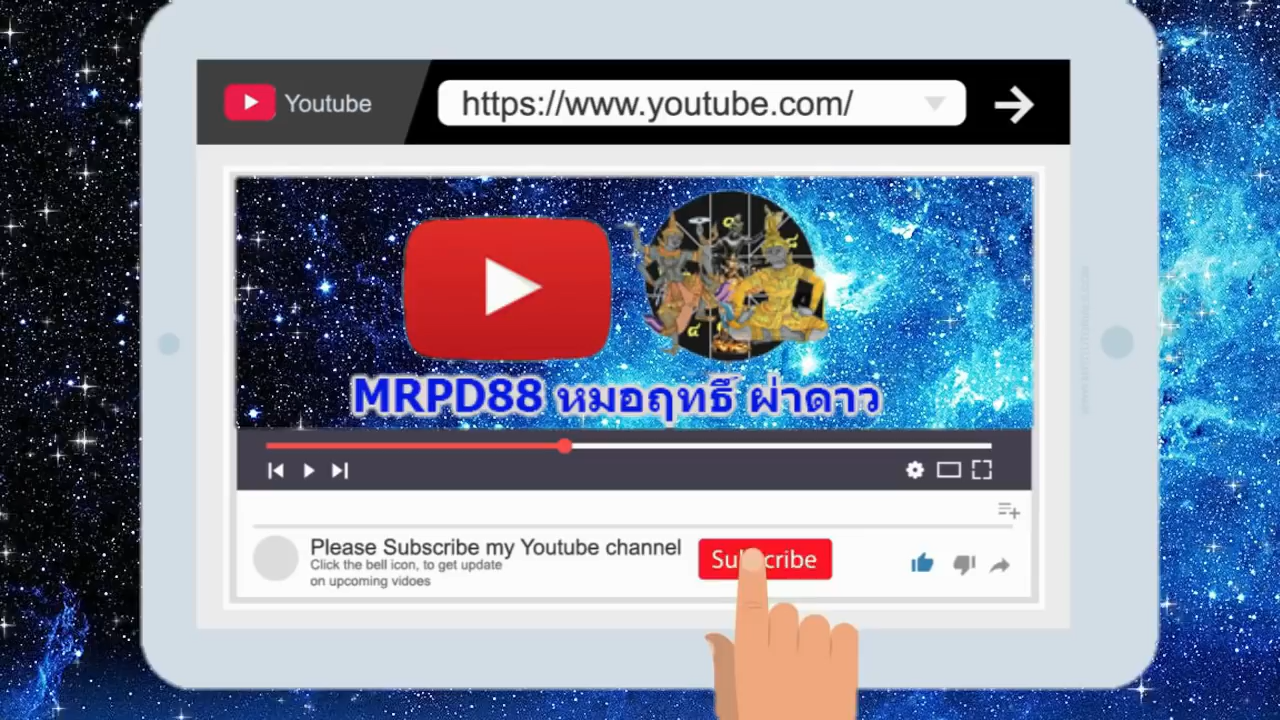 Youtube
https://www.youtube.com/
MRPD88 หมอฤทธิ์ ผ่าดาว
Please Subscribe my Youtube channel
Click the bell icon, to get update
on upcoming vidoes
Subscribe